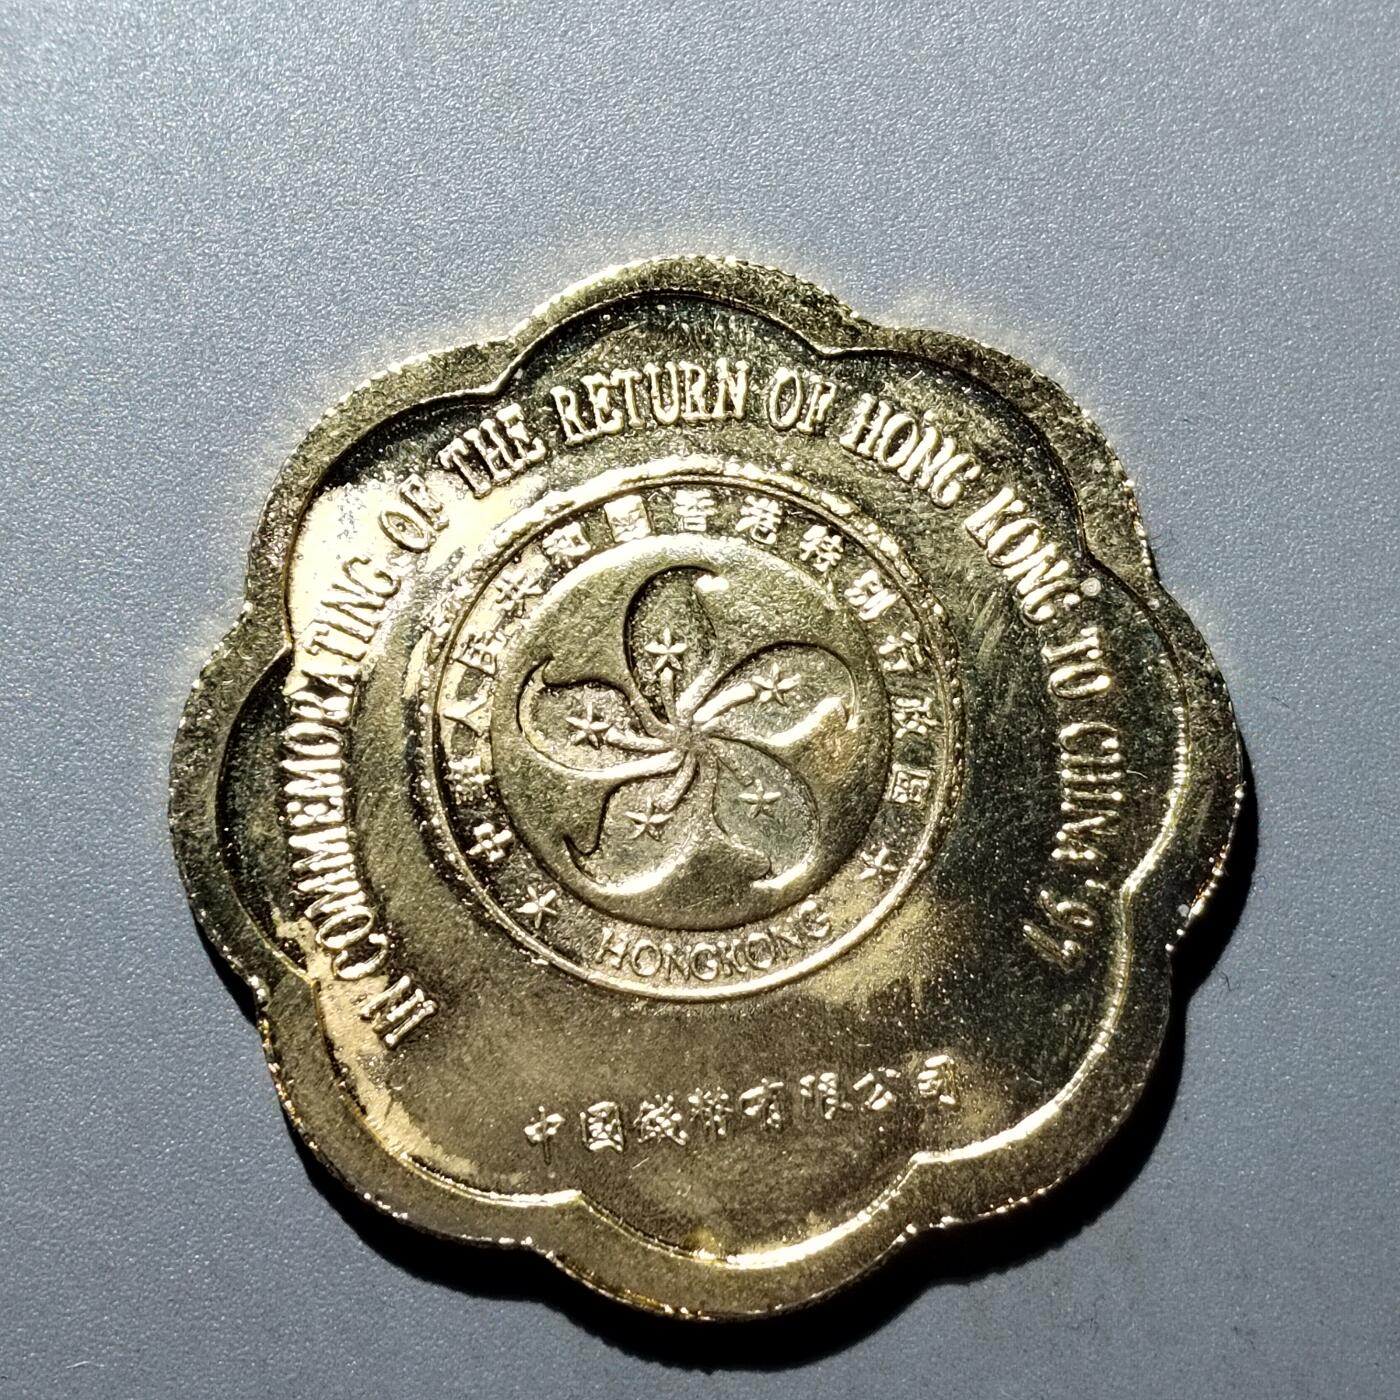 IN COMMEMORATING OF THE RETURN OF HONG KONG TO CHINA '97
中華人民共和國香港特別行政區
HONGKONG
中國錢幣有限公司